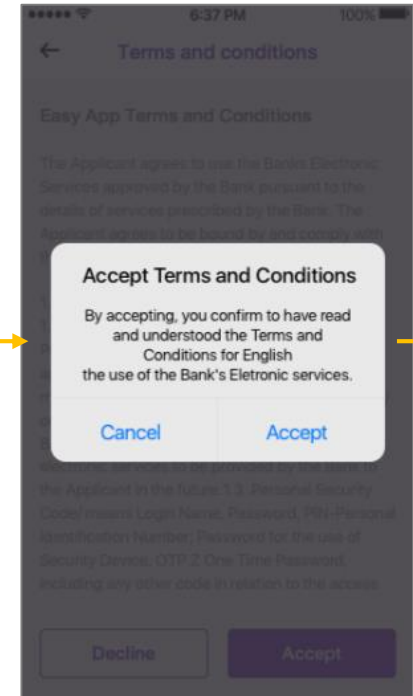 6:37 PM
100%
Terms and conditions
Easy App Terms and Conditions
The Applicant agrees to use the Banks Electronic
Services approved by the Bank pursuant to the
details of services prescribed by the Bank. The
Applicant agrees to be bound by and comply with
Accept Terms and Conditions
By accepting, you confirm to have read
and understood the Terms and
Conditions for English
the use of the Bank's Eletronic services.
Cancel
Accept
electronic services to be provided by the Bank to
the Applicant in the future.1.3. Personal Security
Code/means Login Name, Password, PIN-Personal
Identification Number; Password for the use of
Security Device, OTP Z One Time Password,
including any other code in relation to the access
Decline
Accept